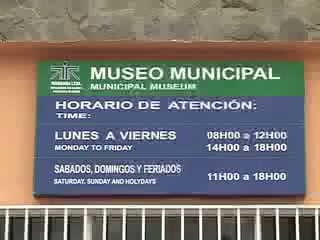 MUSEO MUNICIPAL
MUNICIPAL MUSEUM
HORARIO DE ATENCIÓN:
TIME:
LUNES A VIERNES 08H00 a 12H00
MONDAY TO FRIDAY 14H00 a 18H00
SABADOS, DOMINGOS Y FERIADOS
SATURDAY, SUNDAY AND HOLYDAYS 11H00 a 18H00